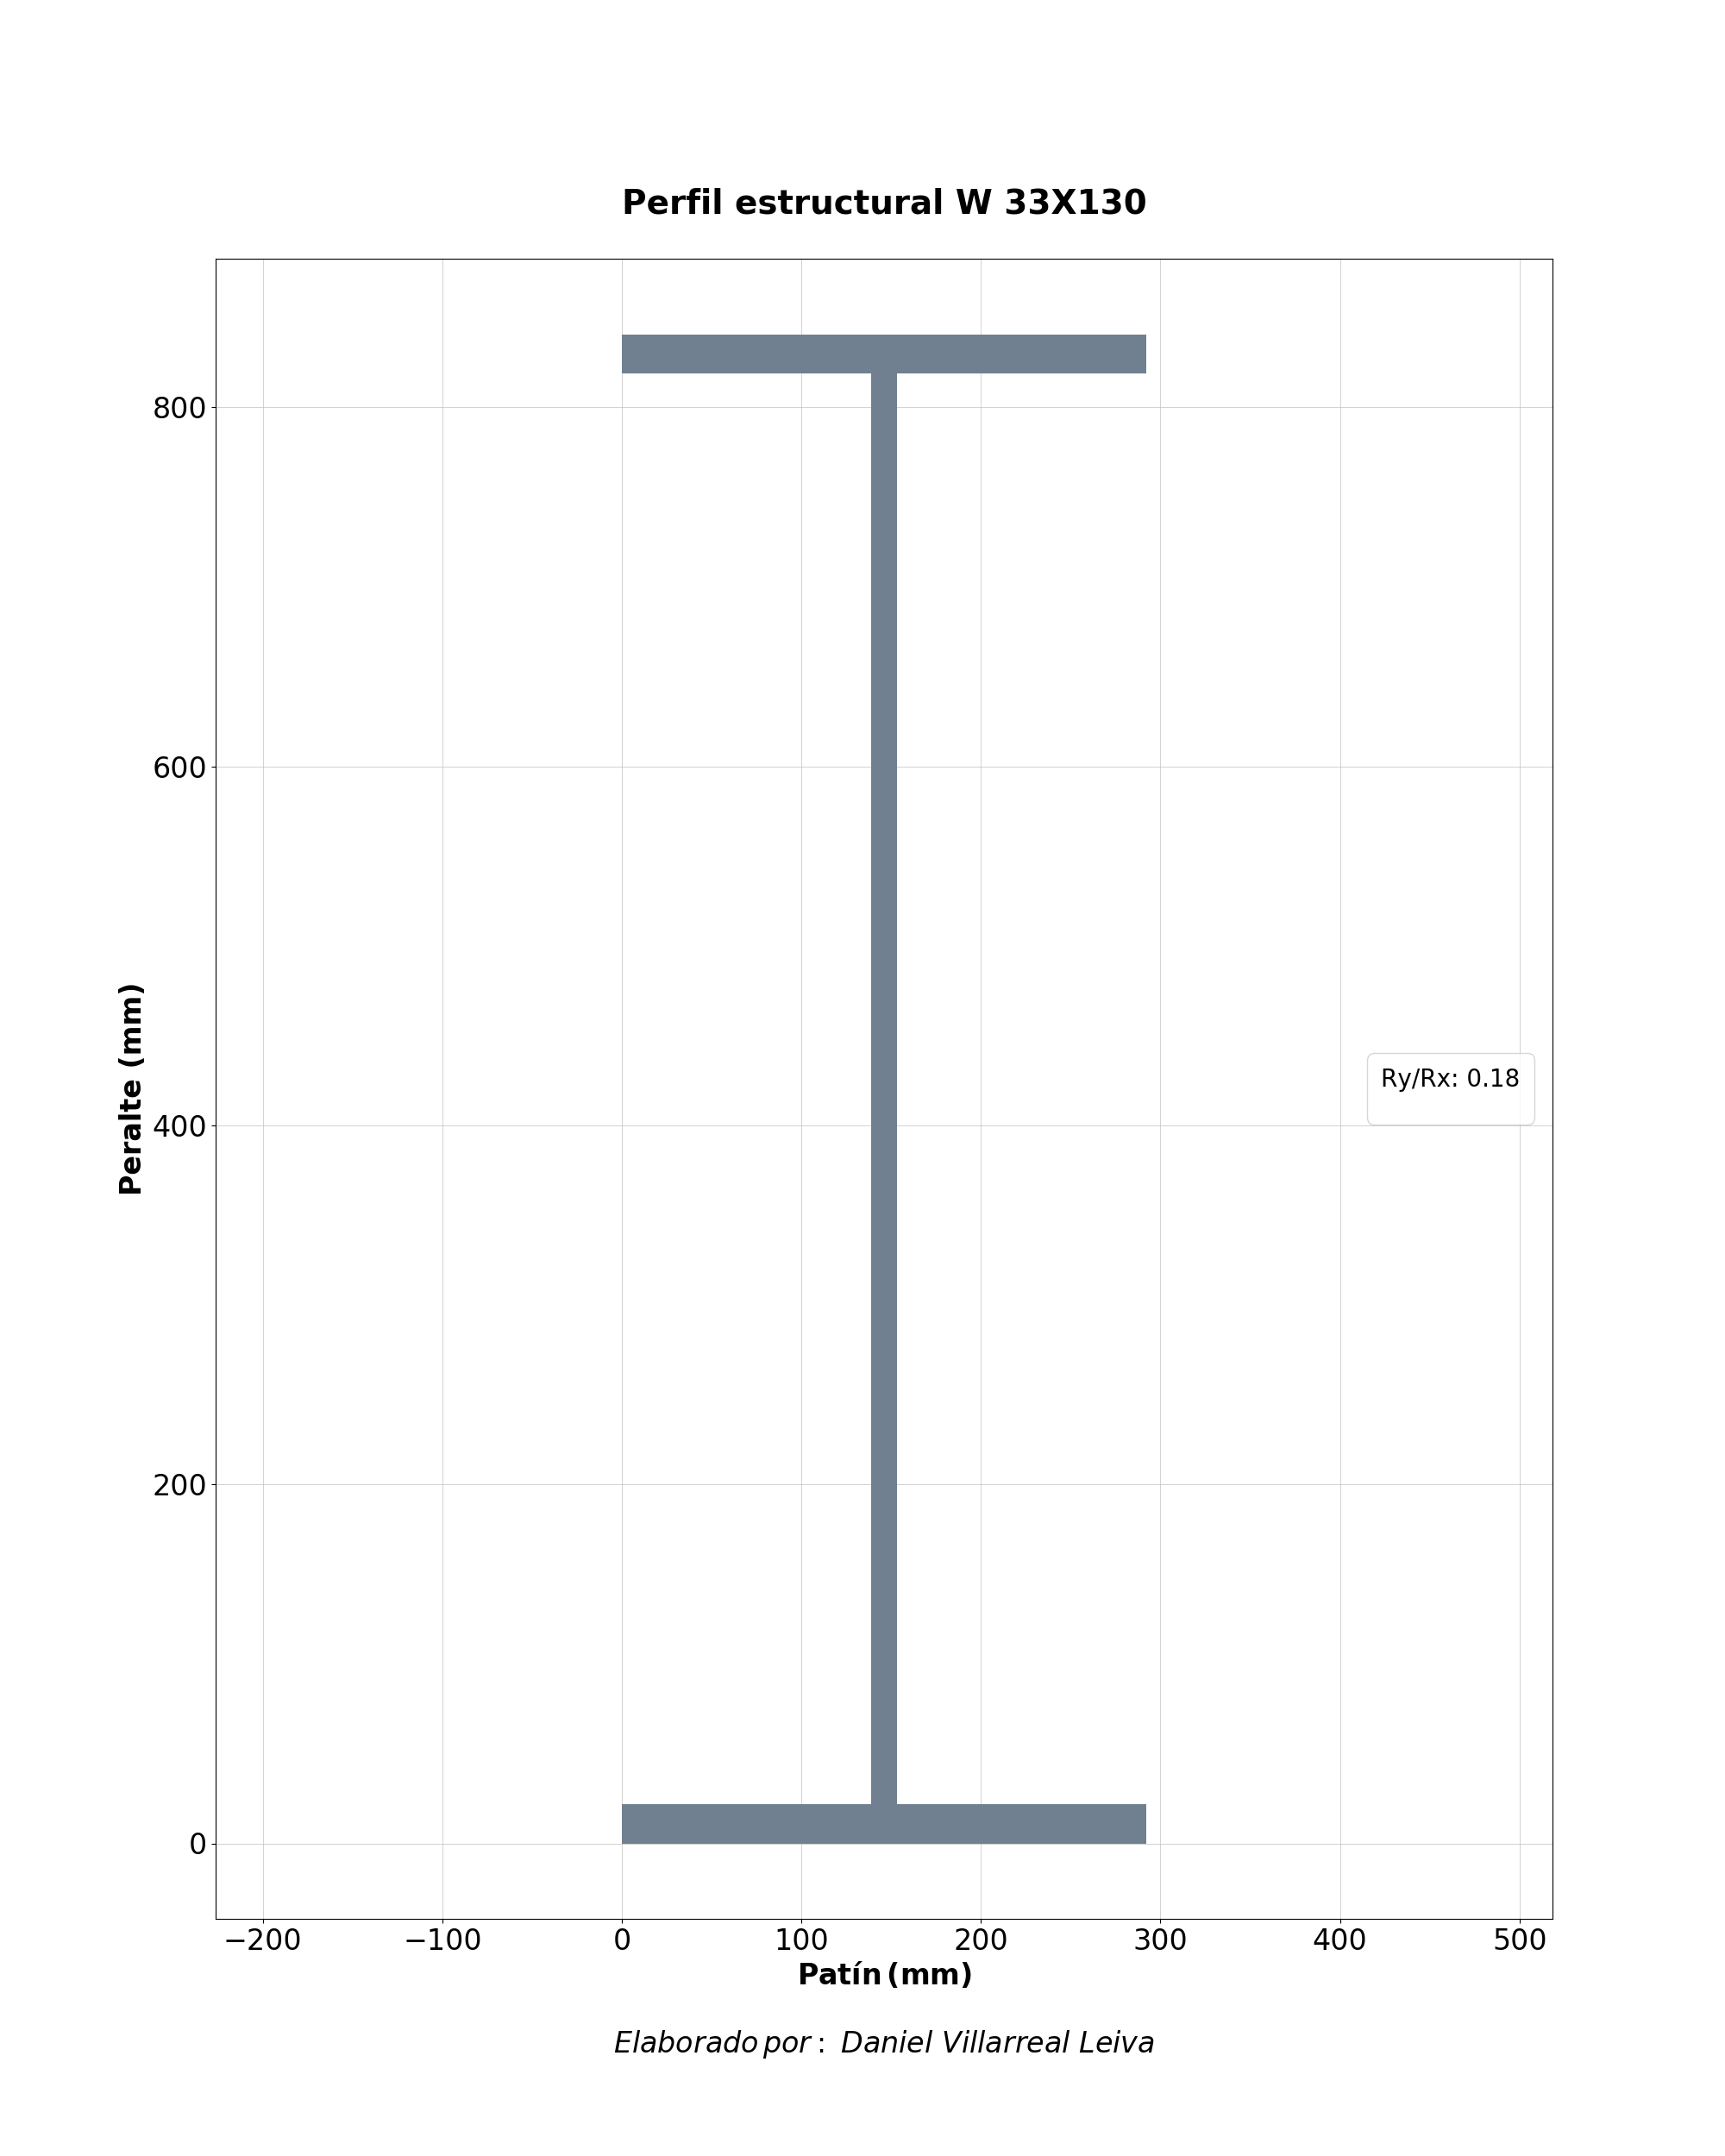 Perfil estructural W 33X130
Peralte (mm)
800
600
400
200
0
Ry/Rx: 0.18
−200 −100 0 100 200 300 400 500
Patín (mm)
Elaborado por: Daniel Villarreal Leiva